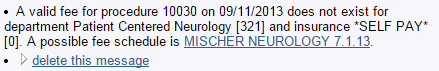 • A valid fee for procedure 10030 on 09/11/2013 does not exist for
department Patient Centered Neurology [321] and insurance *SELF PAY*
[0]. A possible fee schedule is MISCHER NEUROLOGY 7.1.13.
• delete this message